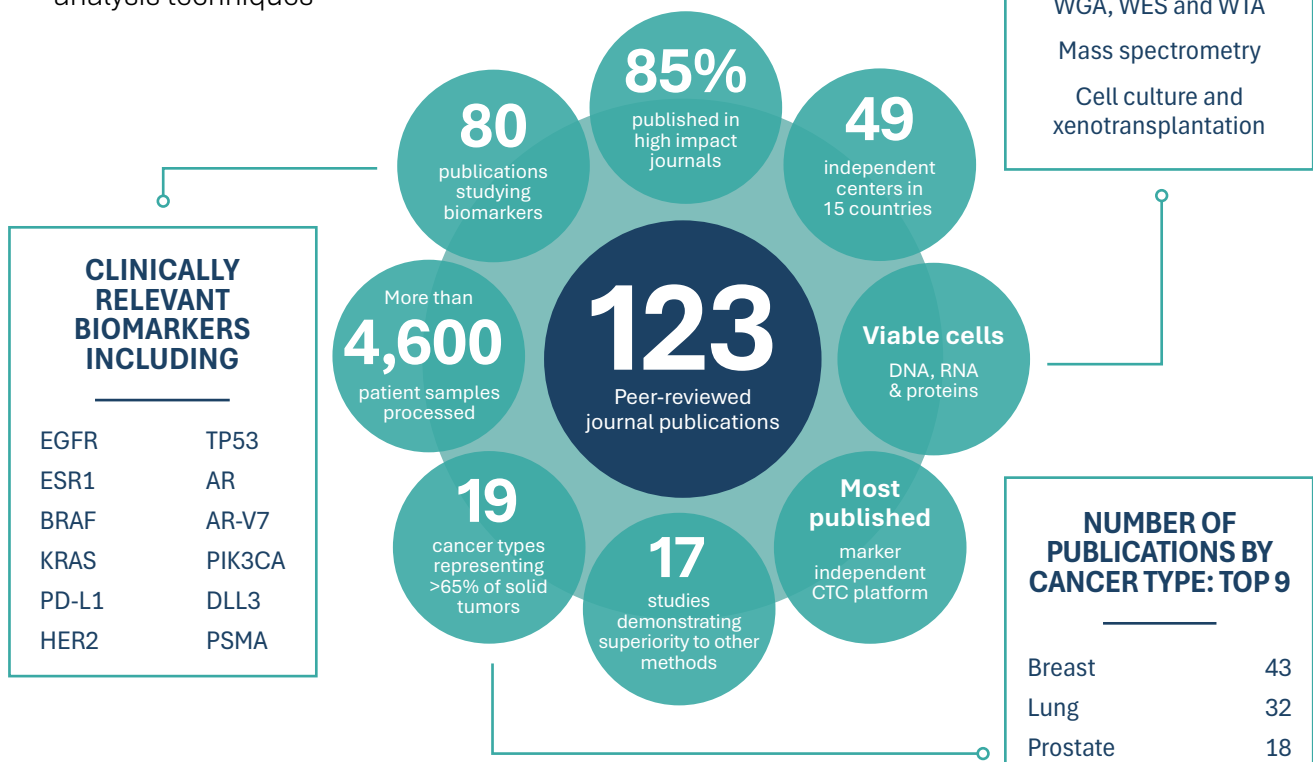 analysis techniques
WGA, WES and WTA
Mass spectrometry
Cell culture and
xenotransplantation
85%
published in
high impact
journals
80
publications
studying
biomarkers
49
independent
centers in
15 countries
CLINICALLY
RELEVANT
BIOMARKERS
INCLUDING
EGFR TP53
ESR1 AR
BRAF AR-V7
KRAS PIK3CA
PD-L1 DLL3
HER2 PSMA
More than
4,600
patient samples
processed
123
Peer-reviewed
journal publications
Viable cells
DNA, RNA
& proteins
19
cancer types
representing
>65% of solid
tumors
17
studies
demonstrating
superiority to other
methods
Most
published
marker
independent
CTC platform
NUMBER OF
PUBLICATIONS BY
CANCER TYPE: TOP 9
Breast 43
Lung 32
Prostate 18